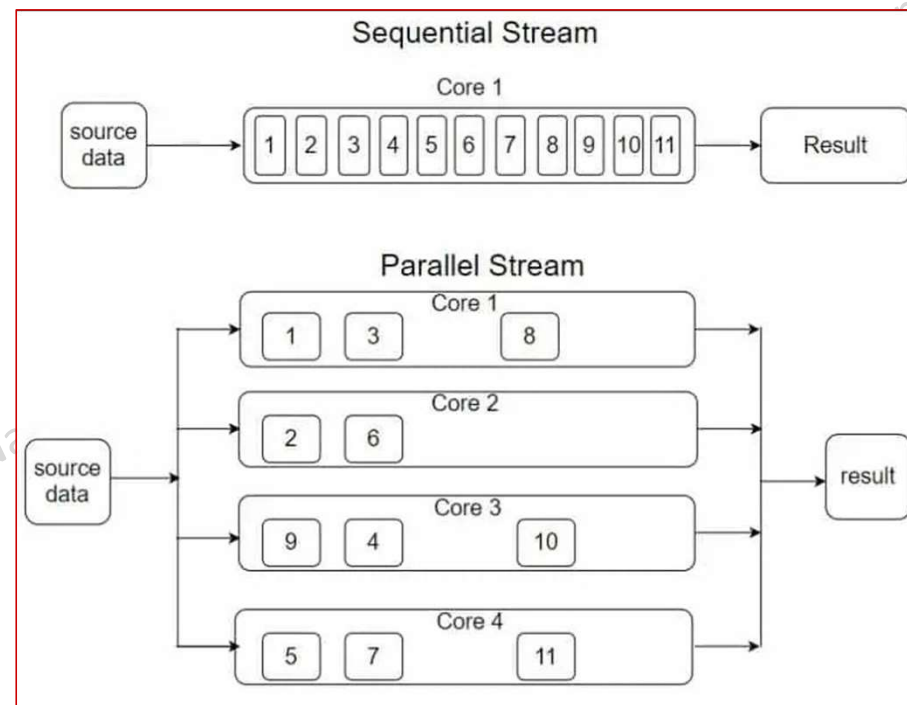 Sequential Stream
Core 1
source
data
1 2 3 4 5 6 7 8 9 10 11
Result
Parallel Stream
Core 1
1 3 8
Core 2
2 6
source
data
result
Core 3
9 4 10
Core 4
5 7 11